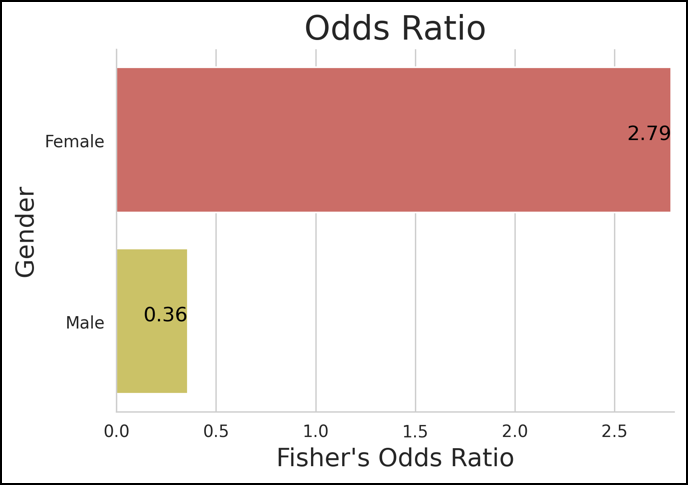 Odds Ratio
Gender
Female
2.79
Male
0.36
0.0 0.5 1.0 1.5 2.0 2.5
Fisher's Odds Ratio